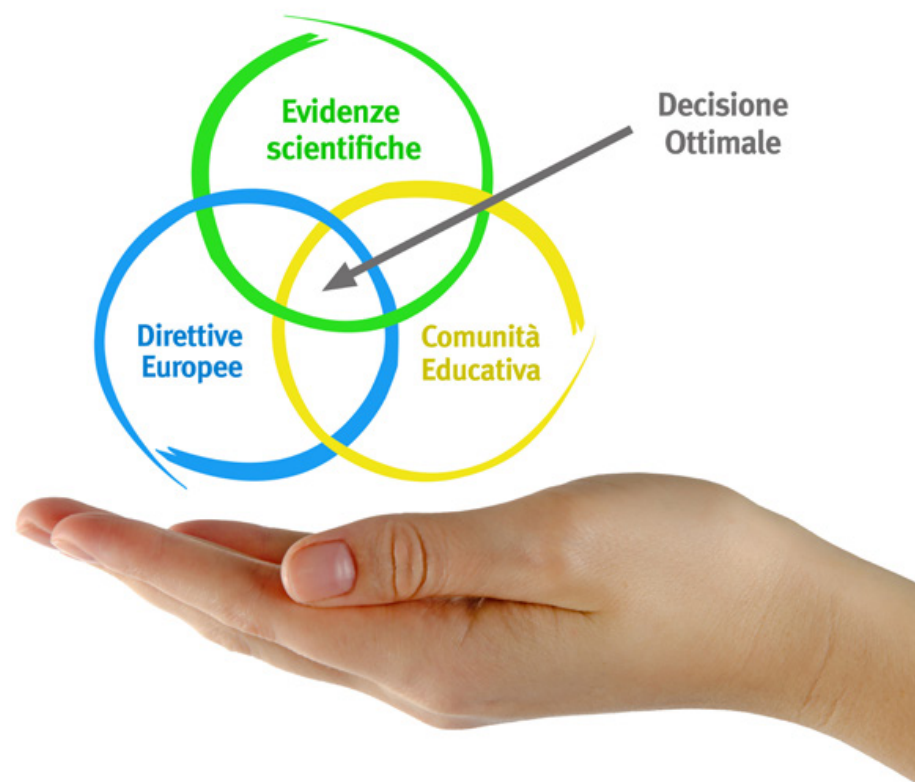 Evidenze
scientifiche
Decisione
Ottimale
Direttive
Europee
Comunità
Educativa